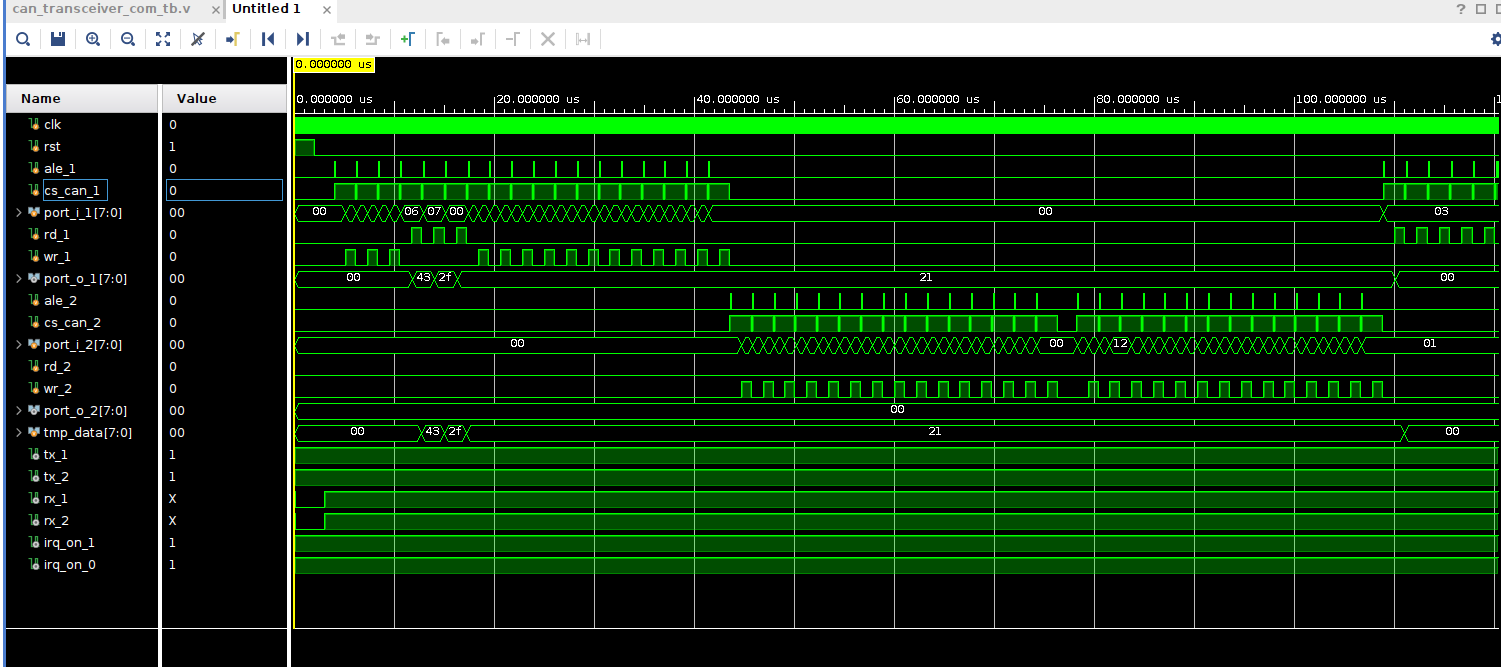 can_transceiver_com_tb.v × Untitled 1 ×
?
0.000000 us
Name Value
0.000000 us 20.000000 us 40.000000 us 60.000000 us 80.000000 us 100.000000 us
clk 0
rst 1
ale_1 0
cs_can_1 0
port_i_1[7:0] 00 00 06 07 00 00 03
rd_1 0
wr_1 0
port_o_1[7:0] 00 00 43 2f 21 00
ale_2 0
cs_can_2 0
port_i_2[7:0] 00 00 00 12 01
rd_2 0
wr_2 0
port_o_2[7:0] 00 00
tmp_data[7:0] 00 00 43 2f 21 00
tx_1 1
tx_2 1
rx_1 X
rx_2 X
irq_on_1 1
irq_on_0 1